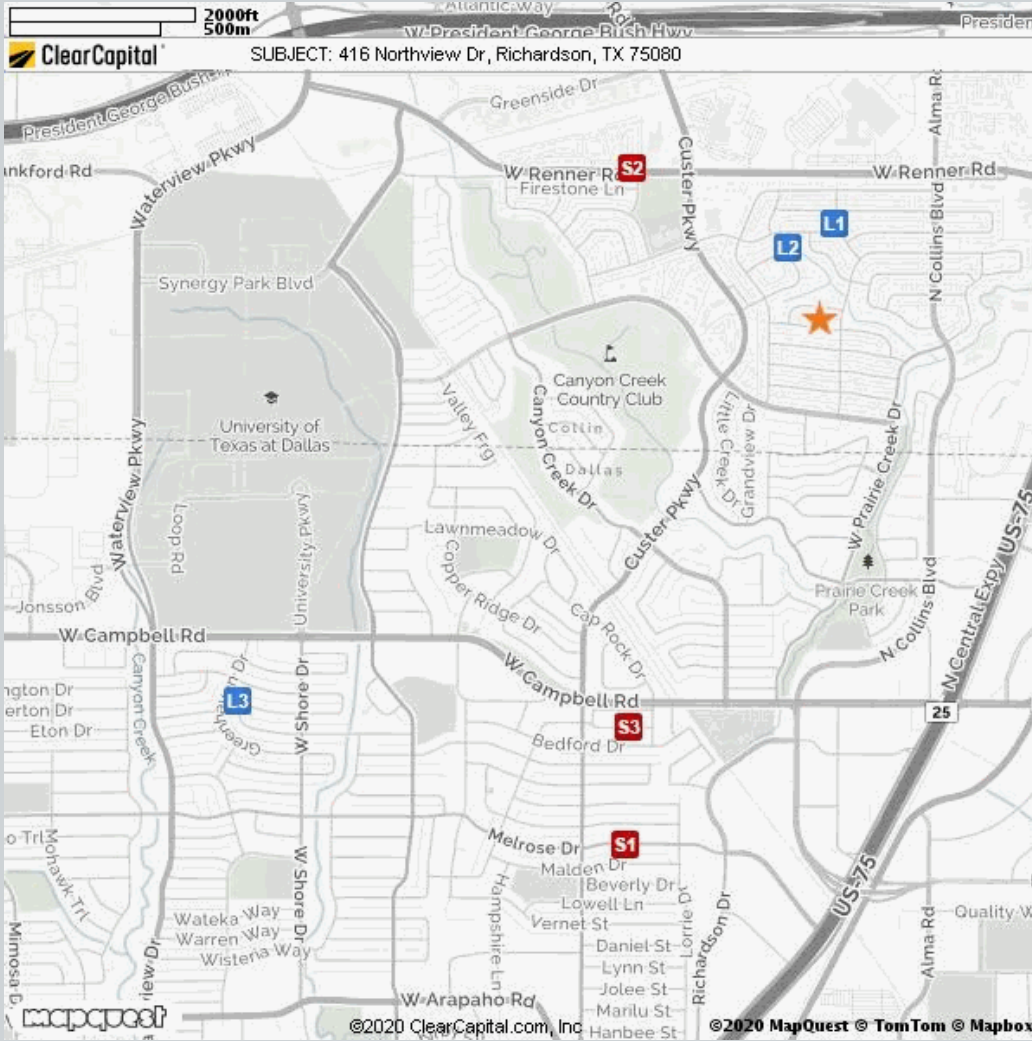 2000ft
500m
Atlantic Way
Rd
W President George Bush Hwy
ClearCapital
SUBJECT: 416 Northview Dr, Richardson, TX 75080
President George Bush
Greenside Dr
Alma
Custer Pkwy
Waterview Pkwy
S2
W Renner Rd
W Renner Rd
Firestone Ln
L1
L2
N Collins Blvd
Synergy Park Blvd
Canyon Creek
Country Club
Collin
Dallas
University of
Texas at Dallas
Valley Frg
Canyon Creek Dr
Little Creek Dr
Grandview Dr
W Prairie Creek Dr
Waterview Pkwy
Loop Rd
University Pkwy
Custer Pkwy
Lawnmeadow Dr
Copper Ridge Dr
Cap Rock Dr
Prairie Creek
Park
N Collins Blvd
N Central Expy US-75
Jonsson Blvd
W Campbell Rd
W Campbell Rd
25
L3
Canyon Creek
W Shore Dr
Eton Dr
S3
Bedford Dr
Melrose Dr
S1
Malden Dr
Beverly Dr
Lowell Ln
Vernet St
Daniel St
Lynn St
Jolee St
Marilu St
Hanbee St
Lorrie Dr
Richardson Dr
Hampshire Ln
US-75
Alma Rd
Quality W
Mohawk Trl
Wateka Way
Warren Way
Wisteria Way
W Shore Dr
Mimosa
W Arapaho Rd
mapquest
©2020 ClearCapital.com, Inc
©2020 MapQuest © TomTom © Mapbox